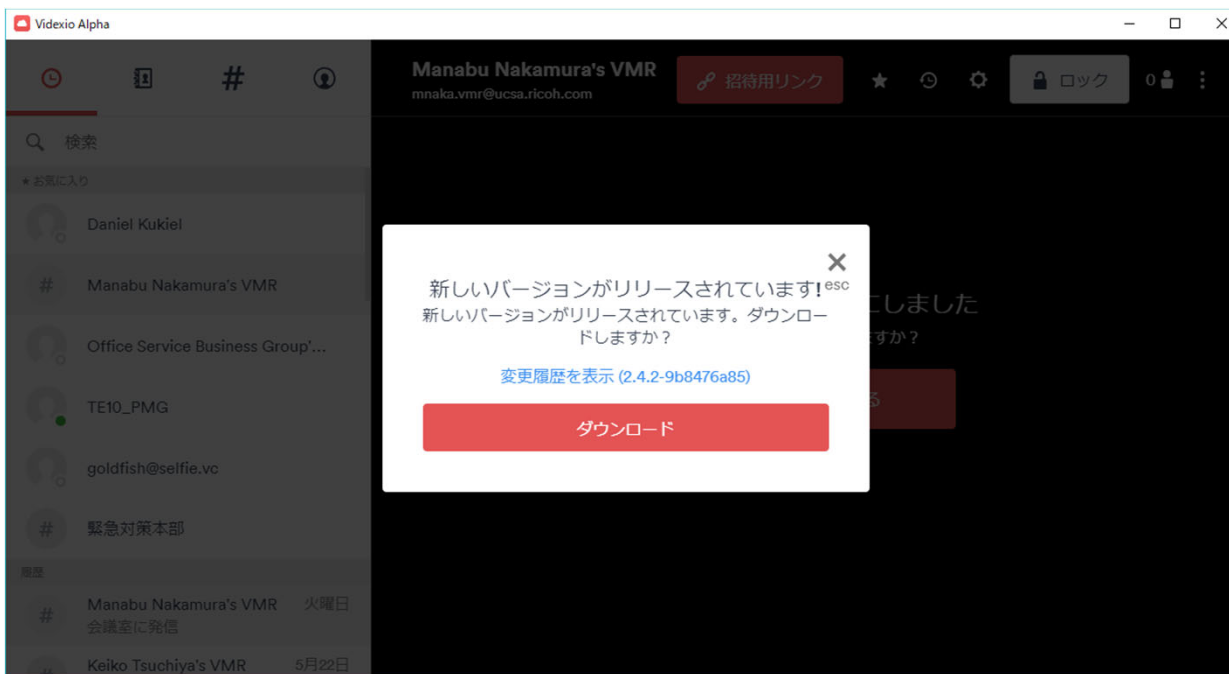 Videxio Alpha
Manabu Nakamura's VMR
mnaka.vmr@ucsa.ricoh.com
招待用リンク
ロック
0
検索
お気に入り
Daniel Kukiel
# Manabu Nakamura's VMR
Office Service Business Group'...
TE10_PMG
goldfish@selfie.vc
# 緊急対策本部
履歴
# Manabu Nakamura's VMR 火曜日
会議室に発信
# Keiko Tsuchiya's VMR 5月22日
esc
新しいバージョンがリリースされています!
新しいバージョンがリリースされています。ダウンロー
ドしますか？
変更履歴を表示 (2.4.2-9b8476a85)
ダウンロード
にしました
ますか？
る